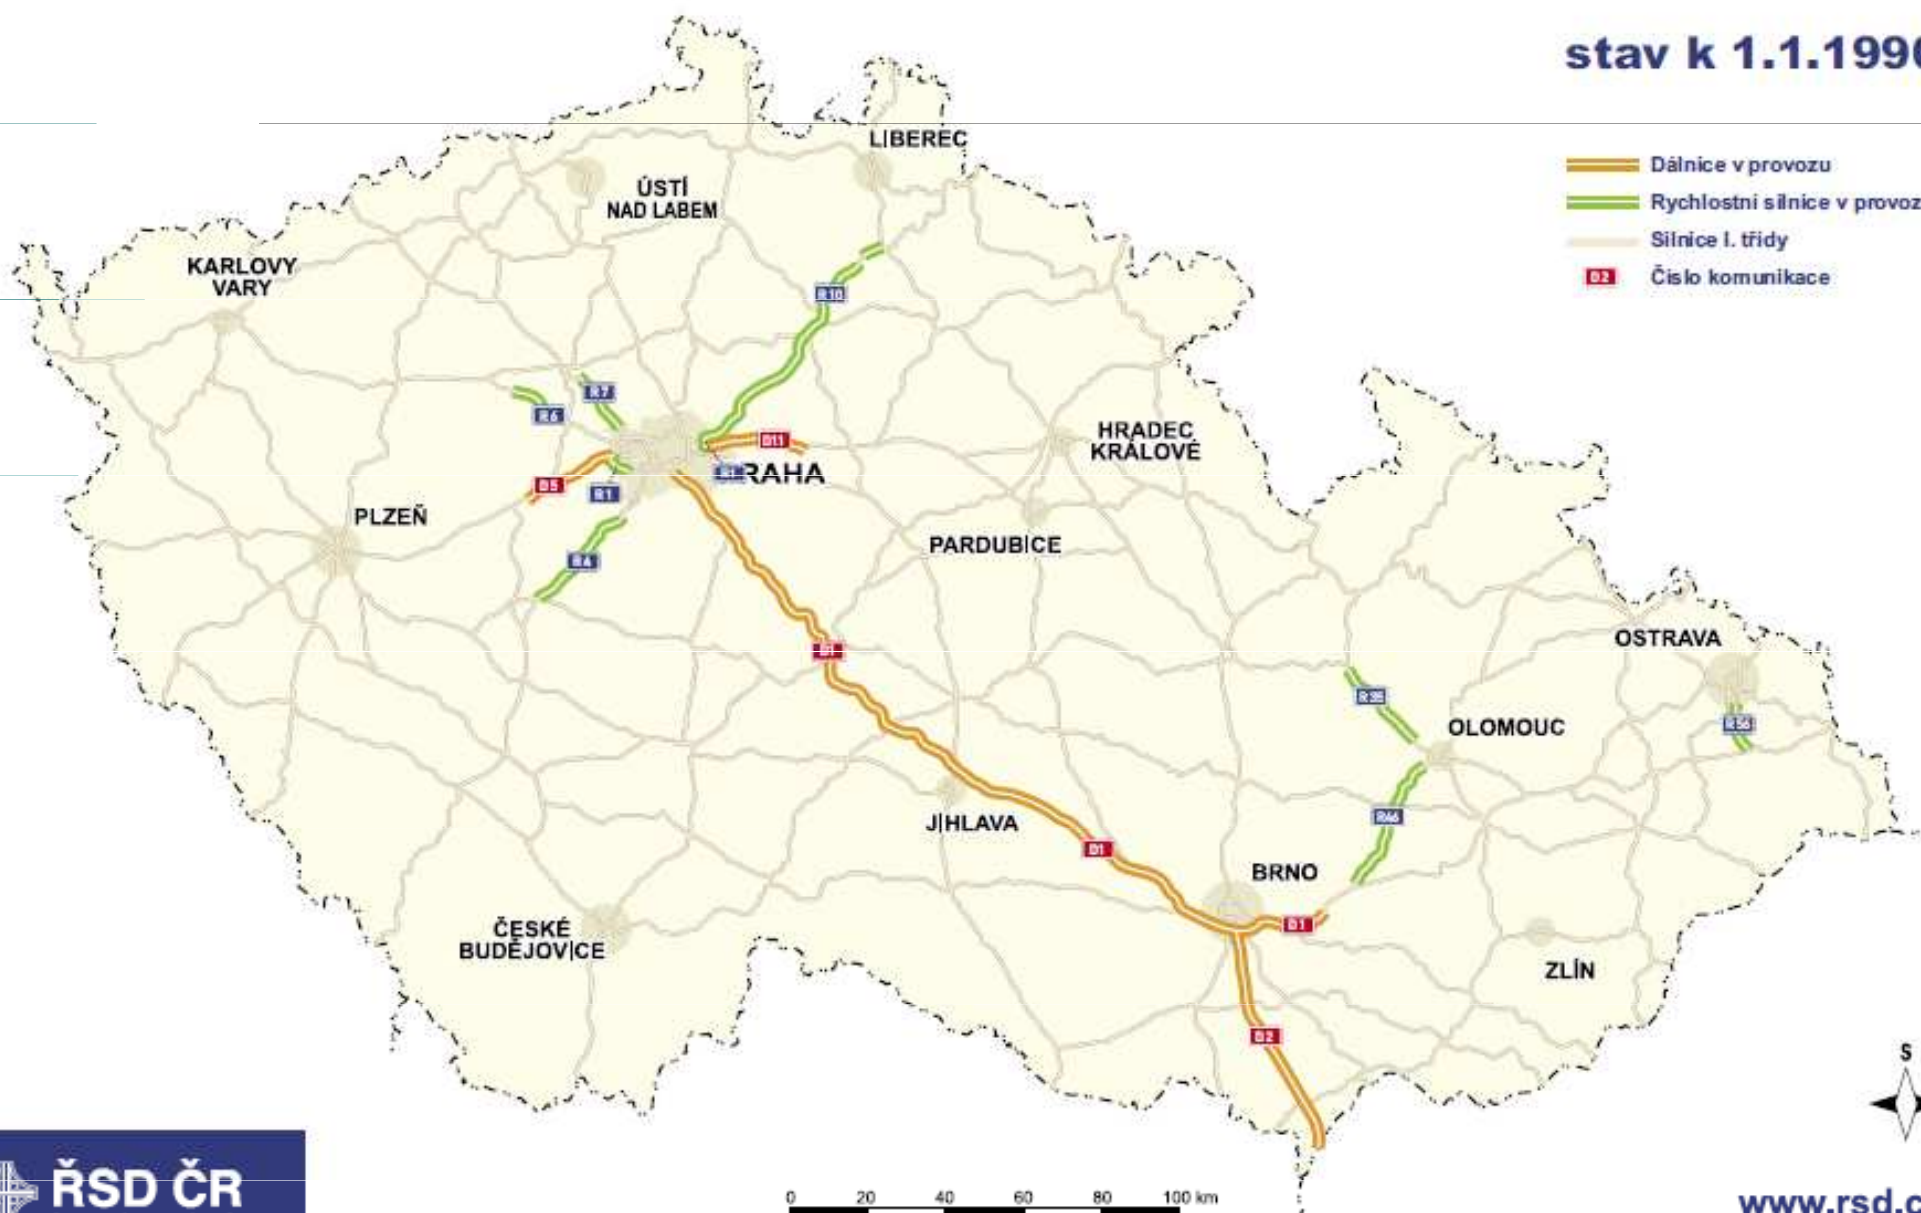 stav k 1.1.1990
Dálnice v provozu
Rychlostní silnice v provoz
Silnice I. třídy
D2
Číslo komunikace
LIBEREC
ÚSTÍ
NAD LABEM
KARLOVY
VARY
R10
R7
R6
D11
HRADEC
KRÁLOVÉ
RAHA
D5
R1
PLZEŇ
PARDUBICE
R4
OSTRAVA
D1
R35
OLOMOUC
R56
JIHLAVA
R46
D1
BRNO
ČESKÉ
BUDĚJOVICE
D1
ZLÍN
D2
S
ŘSD ČR
0 20 40 60 80 100 km
www.rsd.c